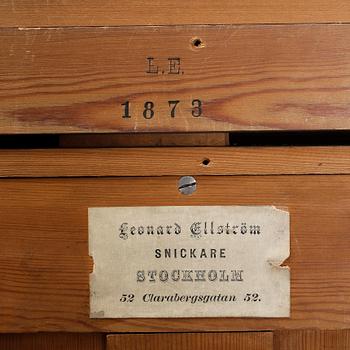 L.E.
1873
Leonard Ellström
SNICKARE
STOCKHOLM
52 Clarabergsgatan 52.